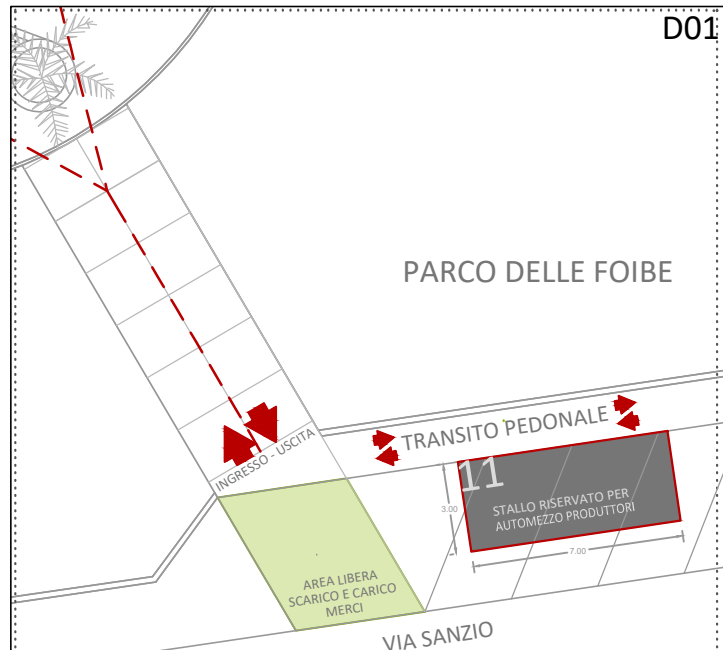 D01
PARCO DELLE FOIBE
TRANSITO PEDONALE
INGRESSO - USCITA
11
STALLO RISERVATO PER
AUTOMEZZO PRODUTTORI
3.00
7.00
AREA LIBERA
SCARICO E CARICO
MERCI
VIA SANZIO